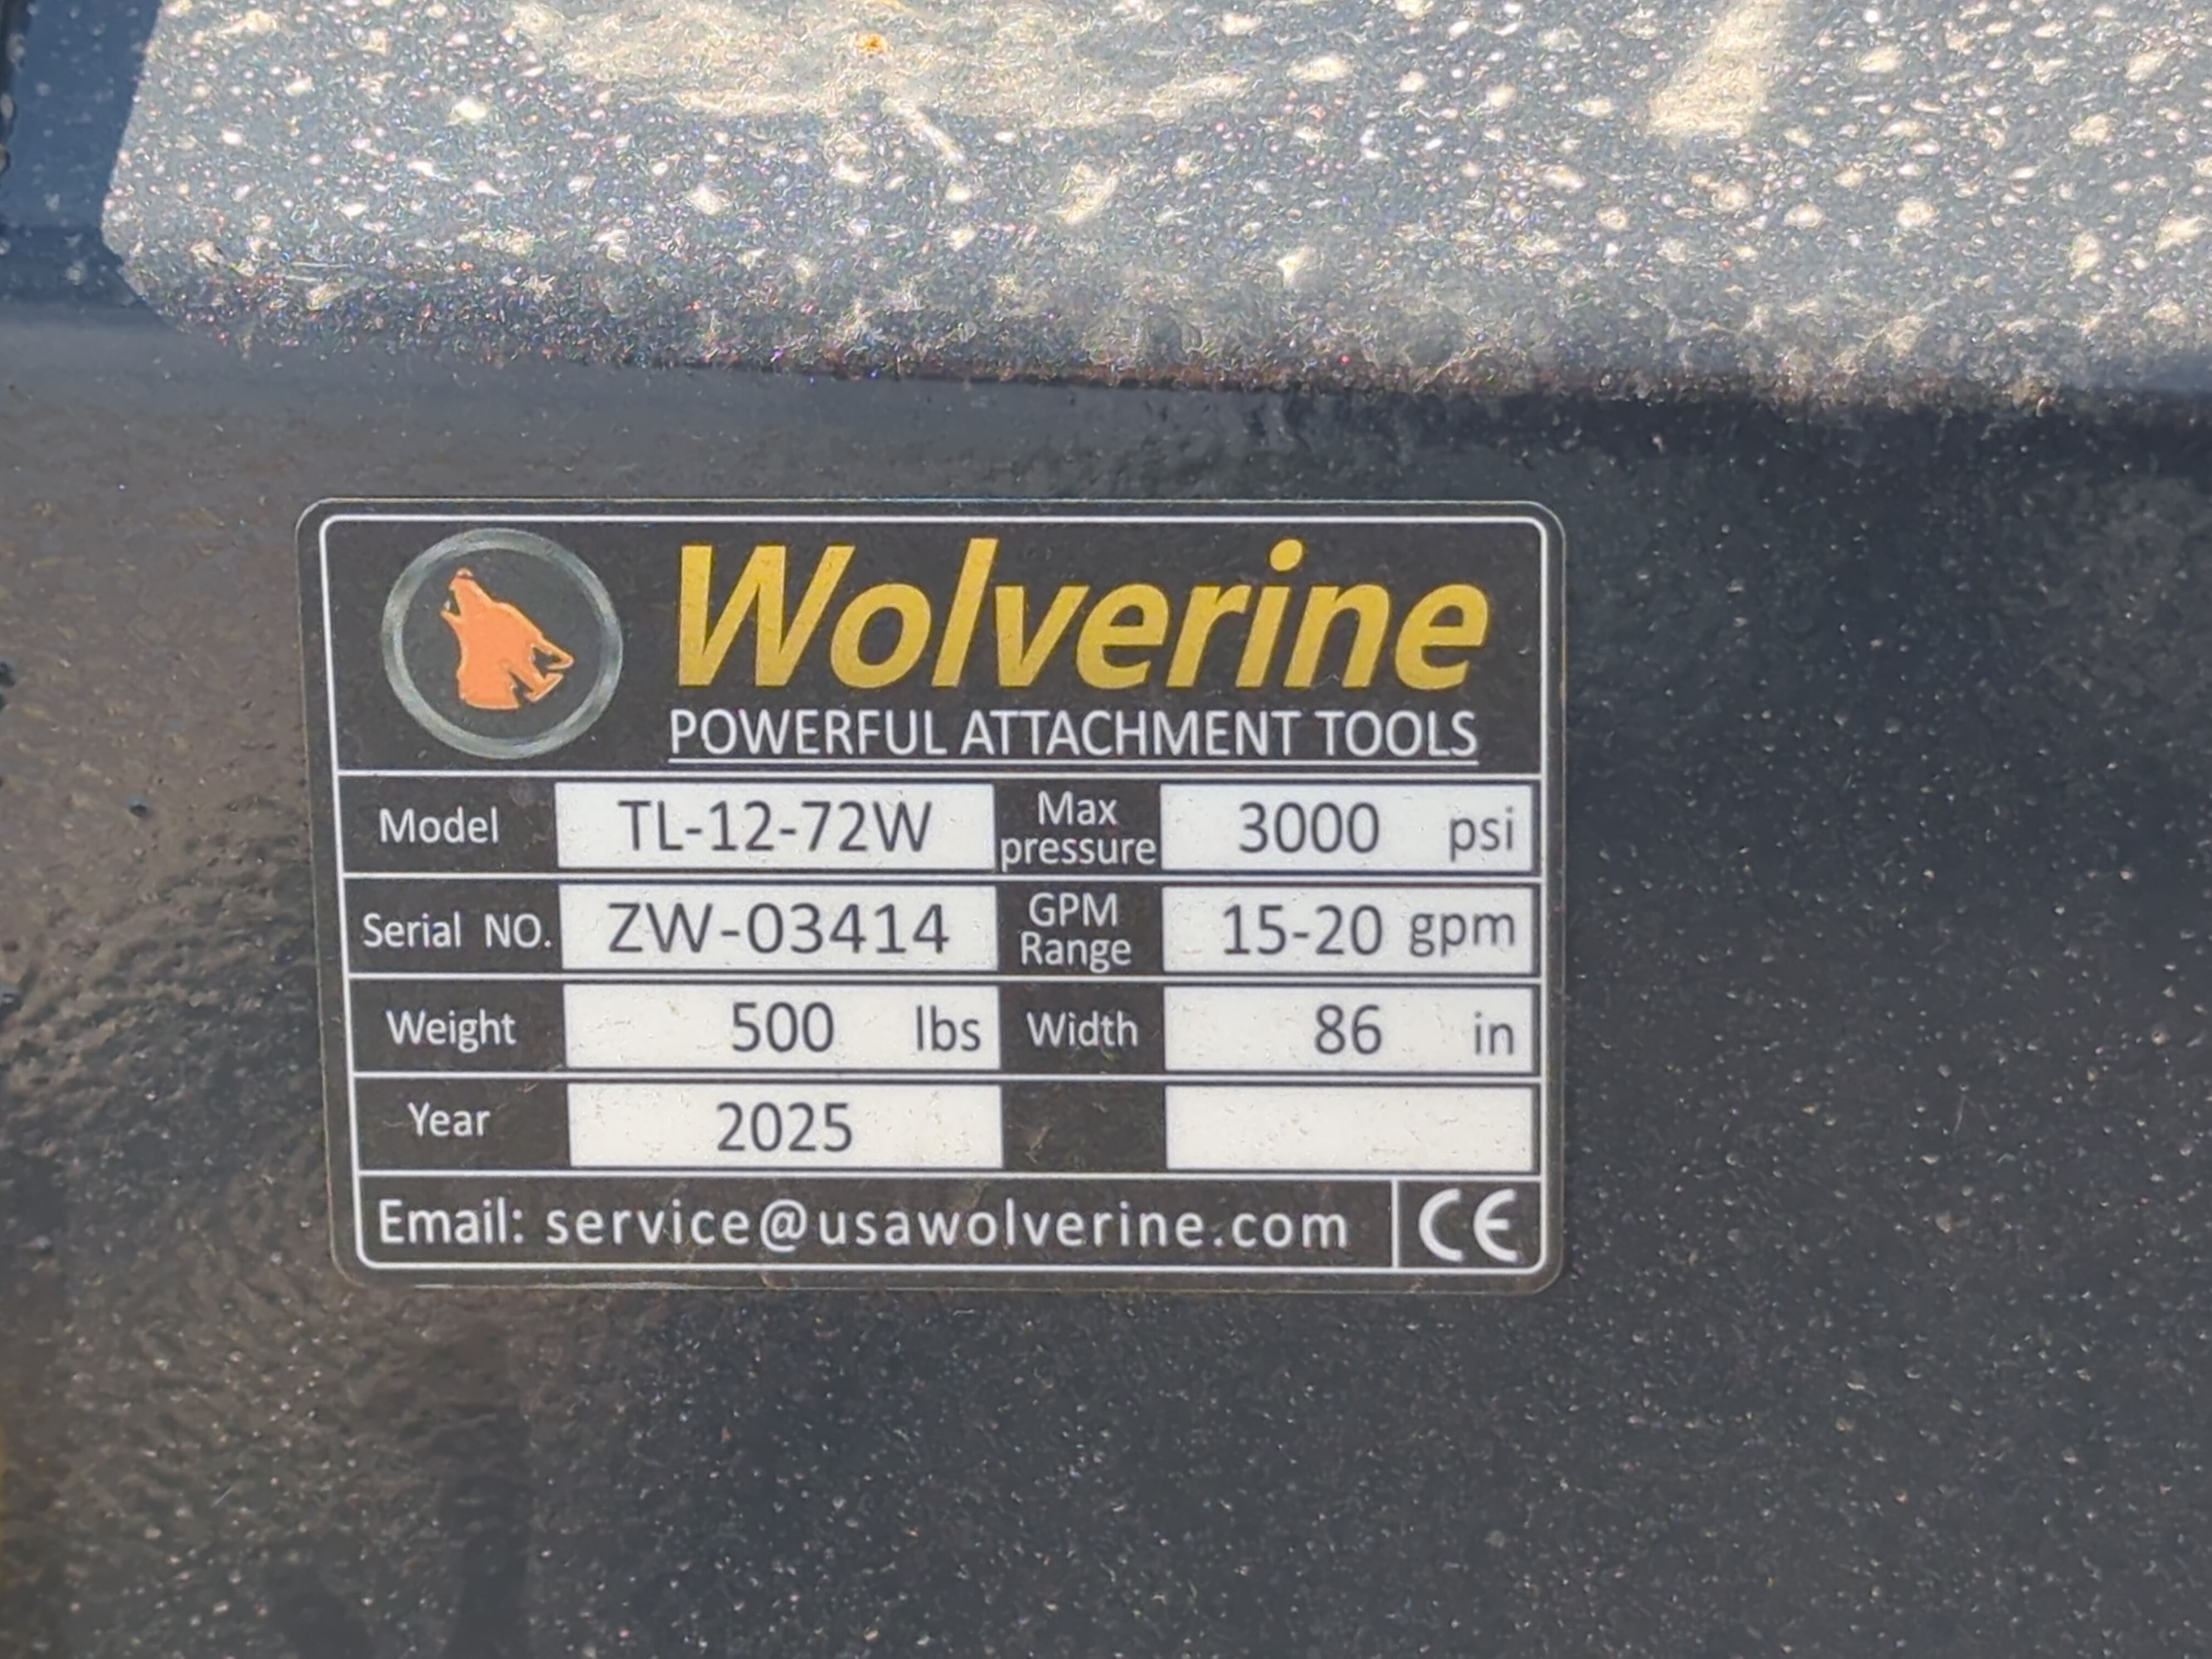 Wolverine
POWERFUL ATTACHMENT TOOLS
Model TL-12-72W Max pressure 3000 psi
Serial NO. ZW-03414 GPM Range 15-20 gpm
Weight 500 lbs Width 86 in
Year 2025
Email: service@usawolverine.com CE